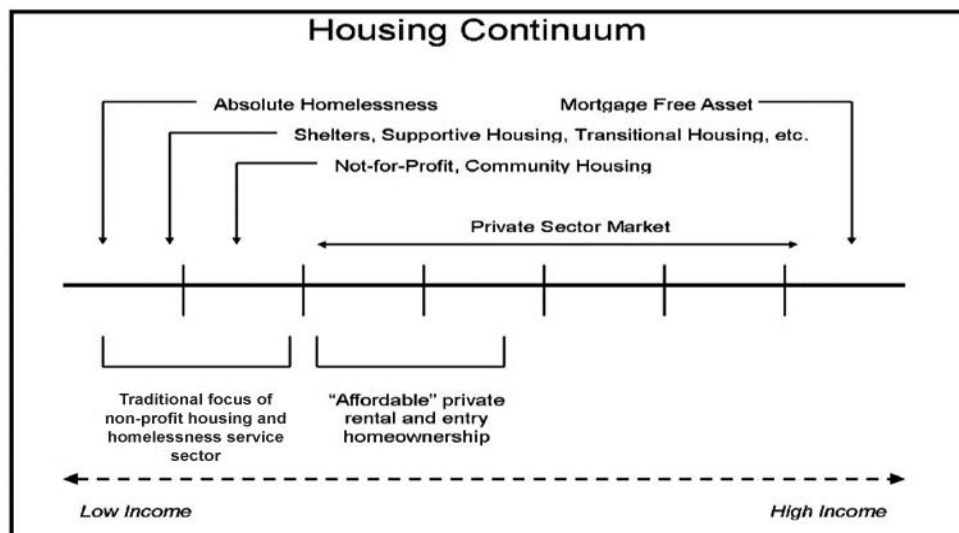 Housing Continuum
Absolute Homelessness
Mortgage Free Asset
Shelters, Supportive Housing, Transitional Housing, etc.
Not-for-Profit, Community Housing
Private Sector Market
Traditional focus of
non-profit housing and
homelessness service
sector
“Affordable” private
rental and entry
homeownership
Low Income
High Income